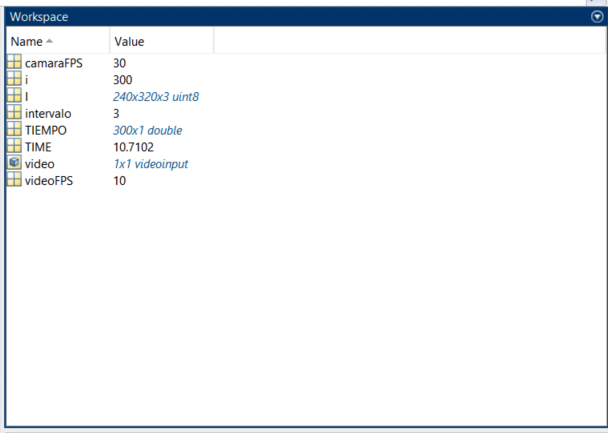 Workspace
Name Value
camaraFPS 30
i 300
I 240x320x3 uint8
intervalo 3
TIEMPO 300x1 double
TIME 10.7102
video 1x1 videoinput
videoFPS 10